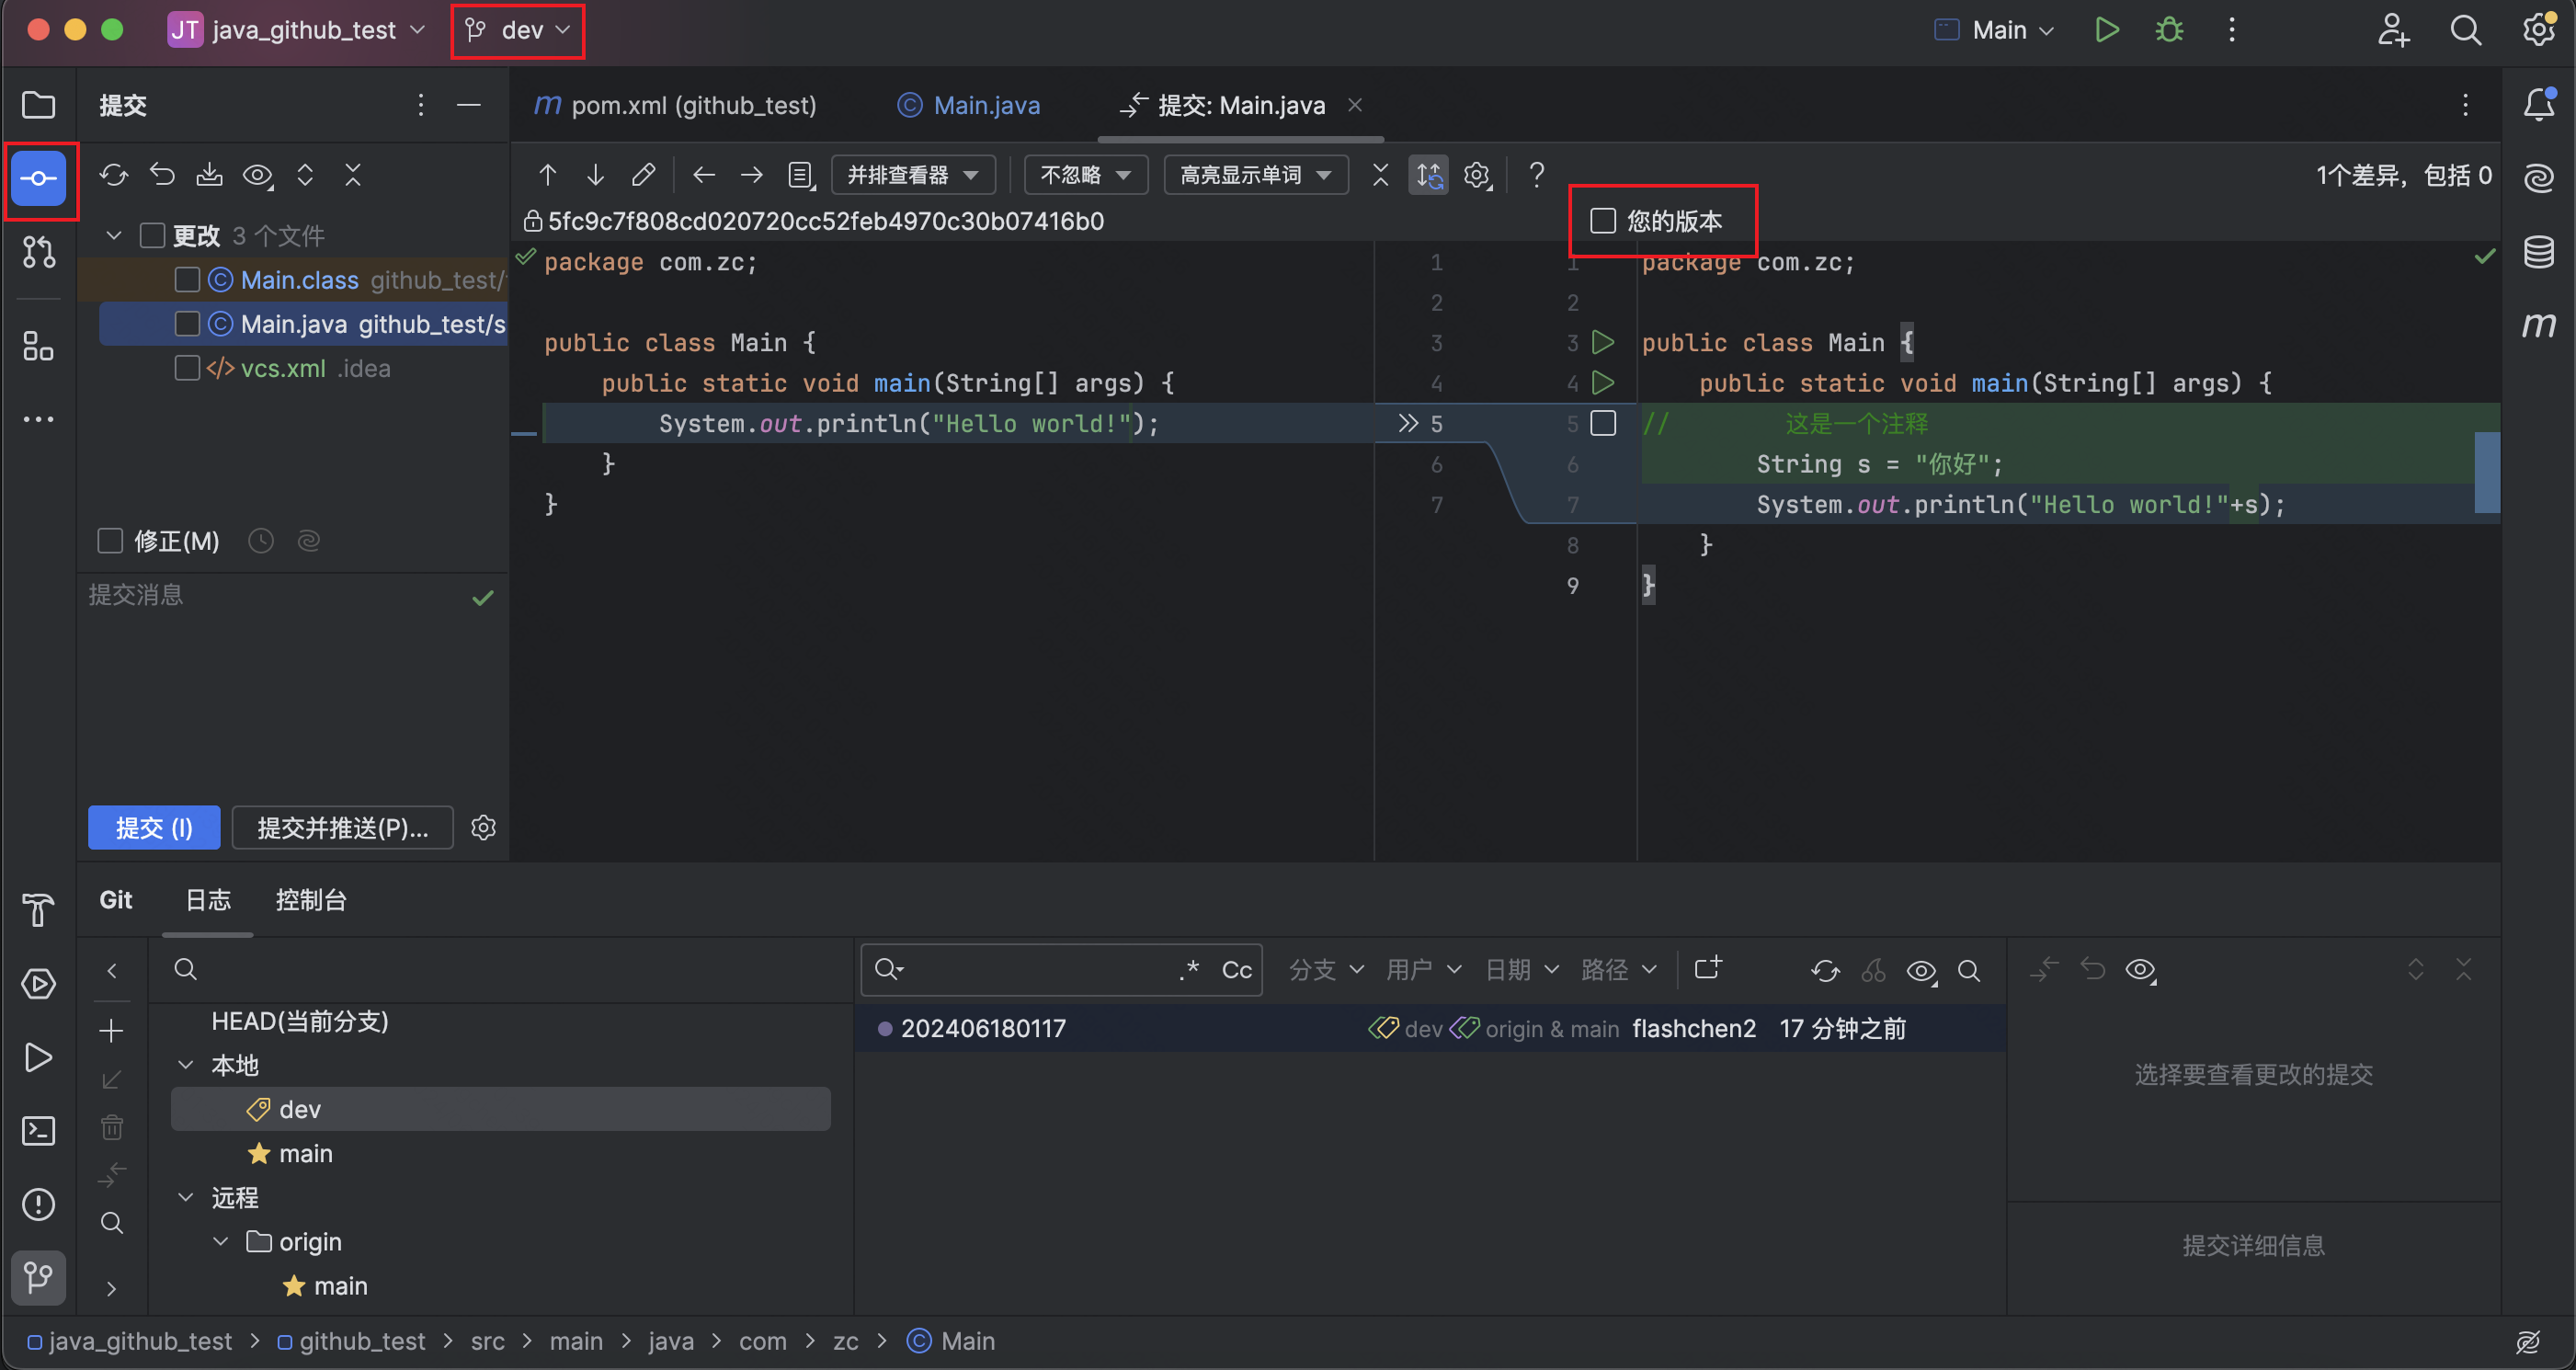 JT java_github_test dev Main
提交
pom.xml (github_test) Main.java 提交: Main.java
并排查看器 不忽略 高亮显示单词 ? 1个差异，包括 0
5fc9c7f808cd020720cc52feb4970c30b07416b0 您的版本
更改 3 个文件
Main.class github_test/
Main.java github_test/s
vcs.xml .idea
修正(M)
提交消息
提交 (I) 提交并推送(P)...
package com.zc;
public class Main {
public static void main(String[] args) {
System.out.println("Hello world!");
}
}
1
2
3
4
5
6
7
1 package com.zc;
2
3 public class Main {
4 public static void main(String[] args) {
5 // 这是一个注释
6 String s = "你好";
7 System.out.println("Hello world!"+s);
8 }
9 }
Git 日志 控制台
HEAD(当前分支)
本地
dev
main
远程
origin
main
.* Cc 分支 用户 日期 路径
202406180117 dev origin & main flashchen2 17 分钟之前
选择要查看更改的提交
提交详细信息
java_github_test > github_test > src > main > java > com > zc > Main